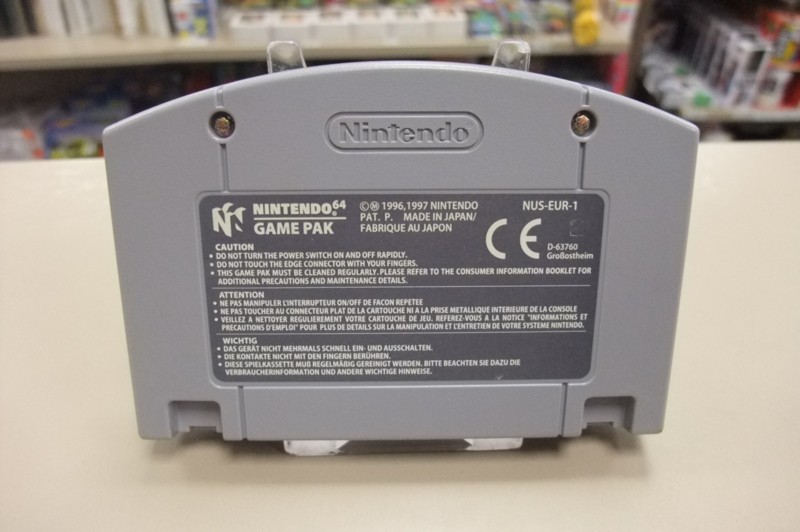 Nintendo
NINTENDO64
GAME PAK
©Ⓜ 1996,1997 NINTENDO
PAT. P. MADE IN JAPAN/
FABRIQUE AU JAPON
NUS-EUR-1
CE
D-63760
Großostheim
CAUTION
• DO NOT TURN THE POWER SWITCH ON AND OFF RAPIDLY.
• DO NOT TOUCH THE EDGE CONNECTOR WITH YOUR FINGERS.
• THIS GAME PAK MUST BE CLEANED REGULARLY. PLEASE REFER TO THE CONSUMER INFORMATION BOOKLET FOR
ADDITIONAL PRECAUTIONS AND MAINTENANCE DETAILS.
ATTENTION
• NE PAS MANIPULER L'INTERRUPTEUR ON/OFF DE FACON REPETEE
• NE PAS TOUCHER AU CONNECTEUR PLAT DE LA CARTOUCHE NI A LA PRISE METALLIQUE INTERIEURE DE LA CONSOLE
• VEILLEZ A NETTOYER REGULIEREMENT VOTRE CARTOUCHE DE JEU. REFEREZ-VOUS A LA NOTICE "INFORMATIONS ET
PRECAUTIONS D'EMPLOI" POUR PLUS DE DETAILS SUR LA MANIPULATION ET L'ENTRETIEN DE VOTRE SYSTEME NINTENDO.
WICHTIG
• DAS GERÄT NICHT MEHRMALS SCHNELL EIN- UND AUSSCHALTEN.
• DIE KONTAKTE NICHT MIT DEN FINGERN BERÜHREN.
• DIESE SPIELKASSETTE MUß REGELMÄßIG GEREINIGT WERDEN. BITTE BEACHTEN SIE DAZU DIE
VERBRAUCHERINFORMATION UND ANDERE WICHTIGE HINWEISE.